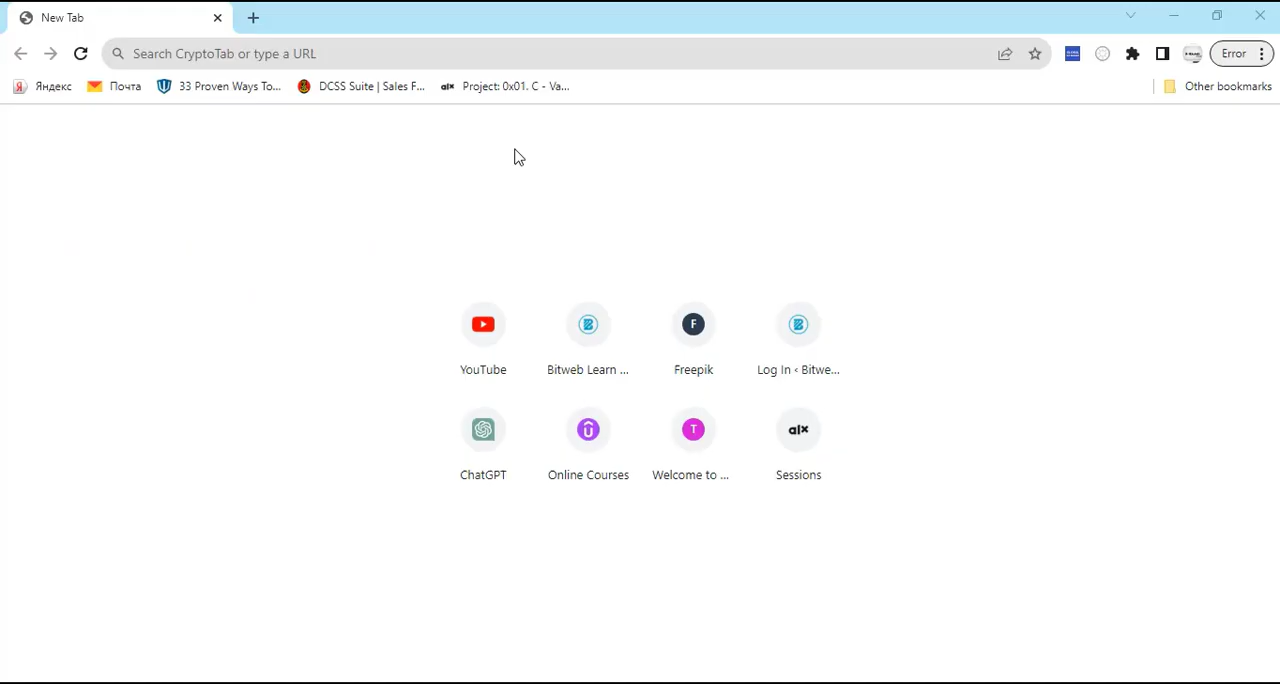 New Tab
Search CryptoTab or type a URL
Error
Яндекс
Почта
33 Proven Ways To...
DCSS Suite | Sales F...
alx Project: 0x01. C - Va...
Other bookmarks
YouTube
Bitweb Learn ...
F
Freepik
Log In ‹ Bitwe...
ChatGPT
Online Courses
T
Welcome to ...
alx
Sessions